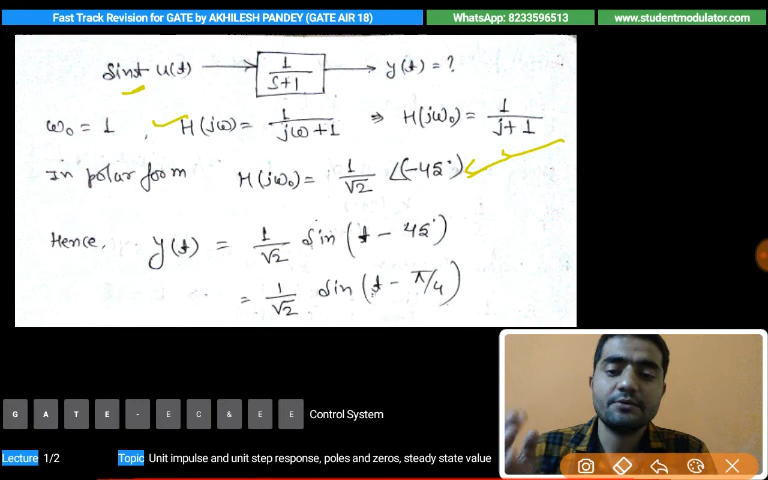 Fast Track Revision for GATE by AKHILESH PANDEY (GATE AIR 18) WhatsApp: 8233596513 www.studentmodulator.com
Sint u(t) → 1/(s+1) → y(t) = ?
ω₀ = 1, H(jω) = 1/(jω+1) ⇒ H(jω₀) = 1/(j+1)
In polar form H(jω₀) = 1/√2 ∠(-45°)
Hence, y(t) = 1/√2 sin(t - 45°)
= 1/√2 sin(t - π/4)
G A T E - E C & E E Control System
Lecture 1/2 Topic Unit impulse and unit step response, poles and zeros, steady state value